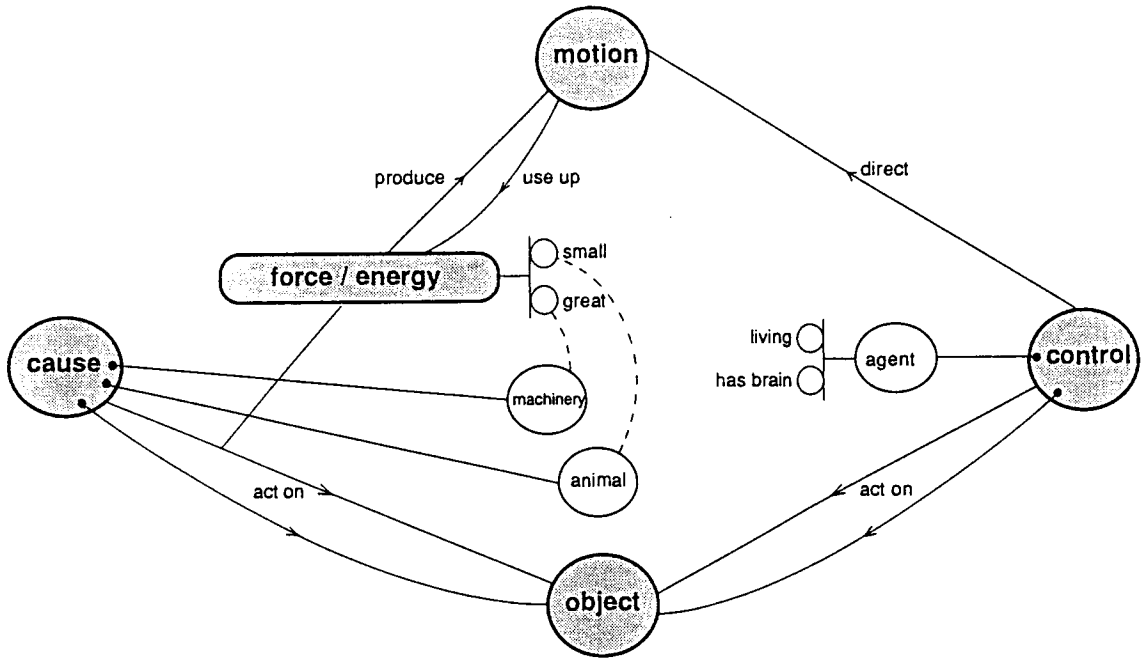 motion
produce
use up
direct
small
force / energy
great
living
cause
agent
control
has brain
machinery
animal
act on
act on
object